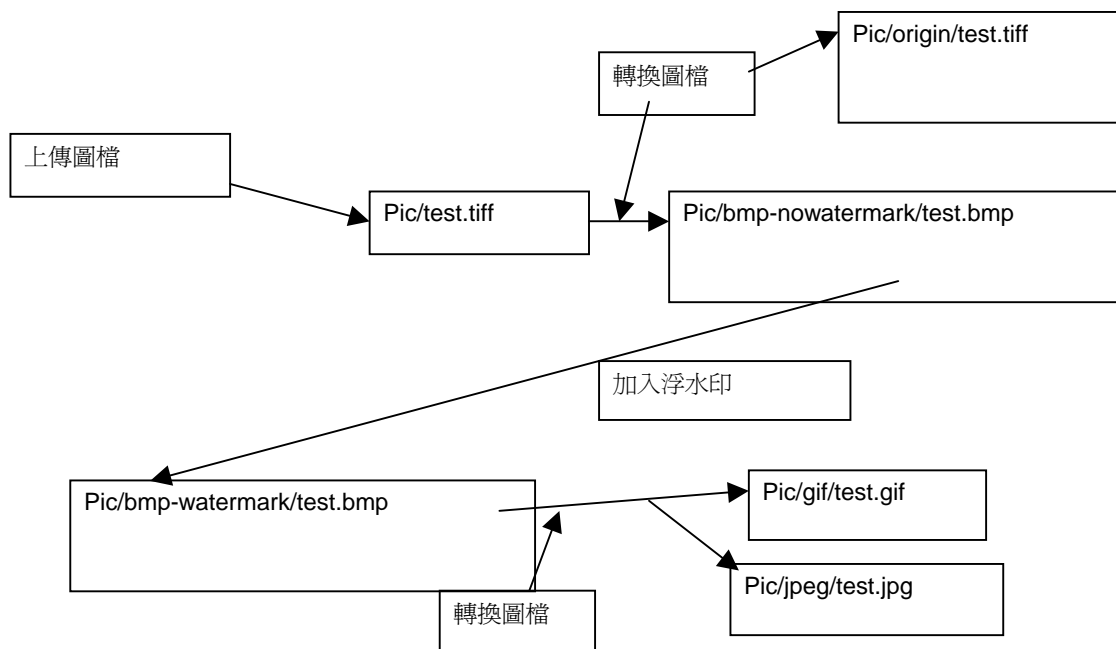 Pic/origin/test.tiff
轉換圖檔
上傳圖檔
Pic/test.tiff
Pic/bmp-nowatermark/test.bmp
加入浮水印
Pic/bmp-watermark/test.bmp
Pic/gif/test.gif
Pic/jpeg/test.jpg
轉換圖檔